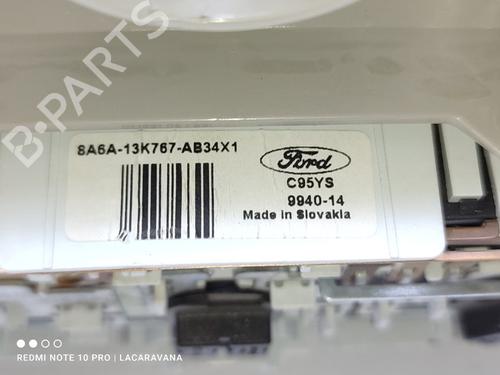 B-PARTS
8A6A-13K767-AB34X1
Ford
C95YS
9940-14
Made in Slovakia
REDMI NOTE 10 PRO | LACARAVANA